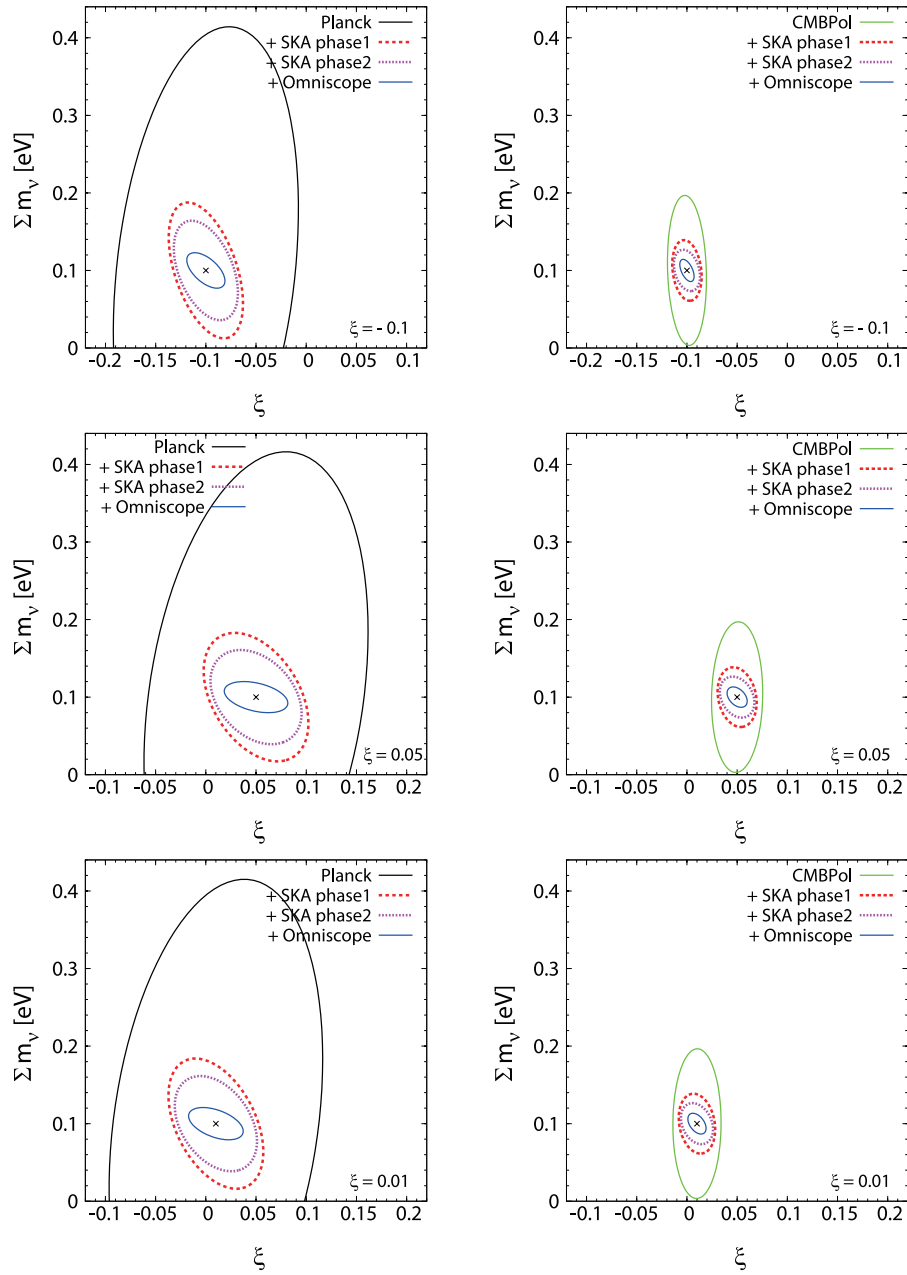 Planck
+ SKA phase1
+ SKA phase2
+ Omniscope
0.4
0.3
0.2
0.1
0
Σ mν [eV]
ξ = - 0.1
-0.2 -0.15 -0.1 -0.05 0 0.05 0.1
ξ
CMBPol
+ SKA phase1
+ SKA phase2
+ Omniscope
0.4
0.3
0.2
0.1
0
Σ mν [eV]
ξ = - 0.1
-0.2 -0.15 -0.1 -0.05 0 0.05 0.1
ξ
Planck
+ SKA phase1
+ SKA phase2
+ Omniscope
0.4
0.3
0.2
0.1
0
Σ mν [eV]
ξ = 0.05
-0.1 -0.05 0 0.05 0.1 0.15 0.2
ξ
CMBPol
+ SKA phase1
+ SKA phase2
+ Omniscope
0.4
0.3
0.2
0.1
0
Σ mν [eV]
ξ = 0.05
-0.1 -0.05 0 0.05 0.1 0.15 0.2
ξ
Planck
+ SKA phase1
+ SKA phase2
+ Omniscope
0.4
0.3
0.2
0.1
0
Σ mν [eV]
ξ = 0.01
-0.1 -0.05 0 0.05 0.1 0.15 0.2
ξ
CMBPol
+ SKA phase1
+ SKA phase2
+ Omniscope
0.4
0.3
0.2
0.1
0
Σ mν [eV]
ξ = 0.01
-0.1 -0.05 0 0.05 0.1 0.15 0.2
ξ